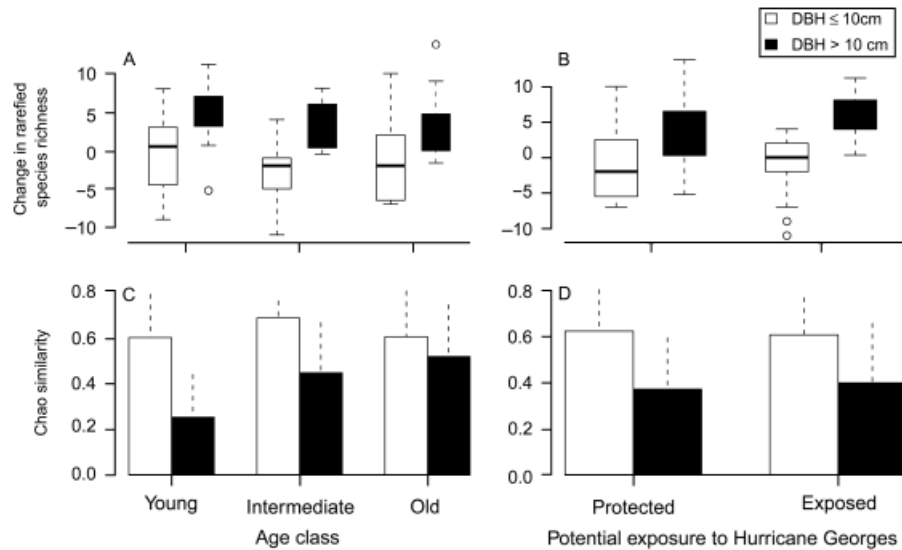 DBH ≤ 10cm
DBH > 10 cm
A
B
Change in rarefied
species richness
10
5
0
−5
−10
10
5
0
−5
−10
C
D
Chao similarity
0.8
0.6
0.4
0.2
0.0
0.8
0.6
0.4
0.2
0.0
Young
Intermediate
Old
Protected
Exposed
Age class
Potential exposure to Hurricane Georges